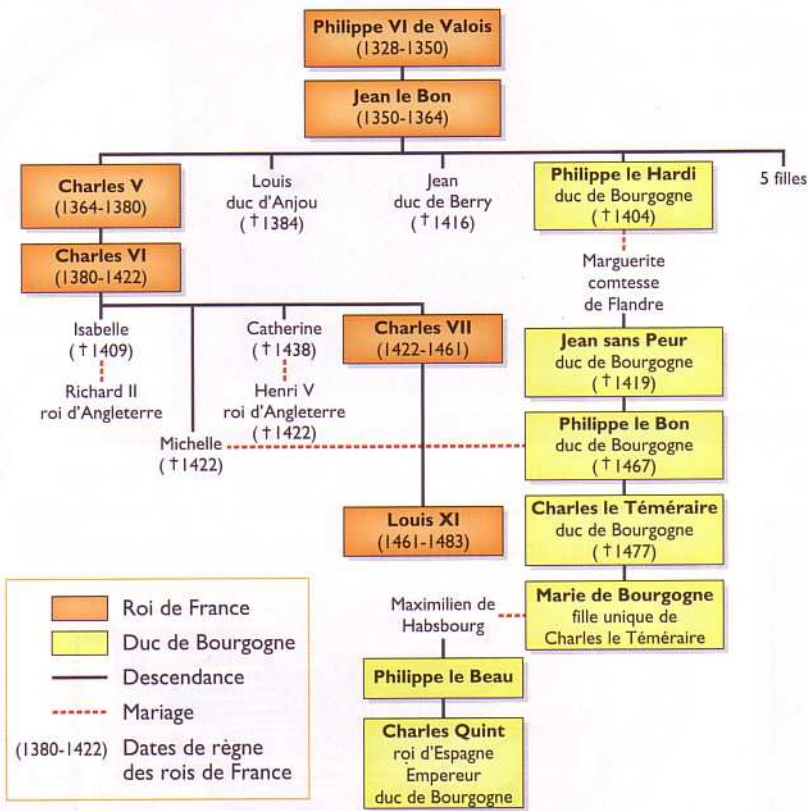 Philippe VI de Valois
(1328-1350)
Jean le Bon
(1350-1364)
Charles V
(1364-1380)
Louis
duc d'Anjou
(†1384)
Jean
duc de Berry
(†1416)
Philippe le Hardi
duc de Bourgogne
(†1404)
5 filles
Charles VI
(1380-1422)
Marguerite
comtesse
de Flandre
Isabelle
(†1409)
Catherine
(†1438)
Charles VII
(1422-1461)
Jean sans Peur
duc de Bourgogne
(†1419)
Richard II
roi d'Angleterre
Henri V
roi d'Angleterre
(†1422)
Michelle
(†1422)
Philippe le Bon
duc de Bourgogne
(†1467)
Louis XI
(1461-1483)
Charles le Téméraire
duc de Bourgogne
(†1477)
Maximilien de
Habsbourg
Marie de Bourgogne
fille unique de
Charles le Téméraire
Philippe le Beau
Charles Quint
roi d'Espagne
Empereur
duc de Bourgogne
Roi de France
Duc de Bourgogne
Descendance
Mariage
(1380-1422) Dates de règne
des rois de France